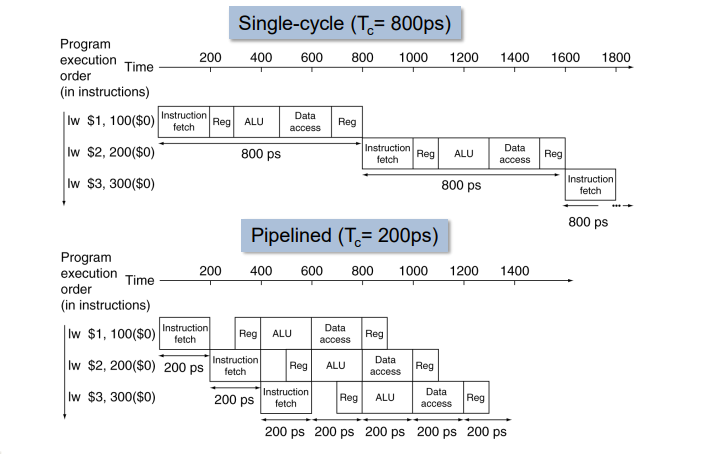 Single-cycle (Tc= 800ps)
Program
execution
order
(in instructions)
Time
200 400 600 800 1000 1200 1400 1600 1800
lw $1, 100($0)
Instruction
fetch
Reg
ALU
Data
access
Reg
lw $2, 200($0)
800 ps
Instruction
fetch
Reg
ALU
Data
access
Reg
lw $3, 300($0)
800 ps
Instruction
fetch
800 ps
Pipelined (Tc= 200ps)
Program
execution
order
(in instructions)
Time
200 400 600 800 1000 1200 1400
lw $1, 100($0)
Instruction
fetch
Reg
ALU
Data
access
Reg
lw $2, 200($0)
200 ps
Instruction
fetch
Reg
ALU
Data
access
Reg
lw $3, 300($0)
200 ps
Instruction
fetch
Reg
ALU
Data
access
Reg
200 ps 200 ps 200 ps 200 ps 200 ps